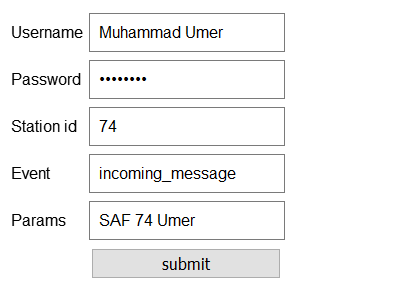 Username Muhammad Umer
Password ••••••••
Station id 74
Event incoming_message
Params SAF 74 Umer
submit